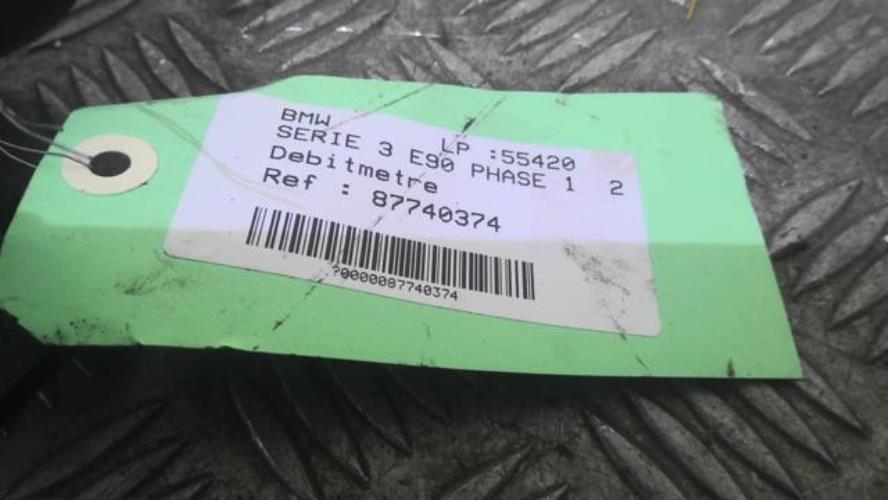 BMW LP :55420
SERIE 3 E90 PHASE 1 2
Debitmetre
Ref : 87740374
?0000087740374